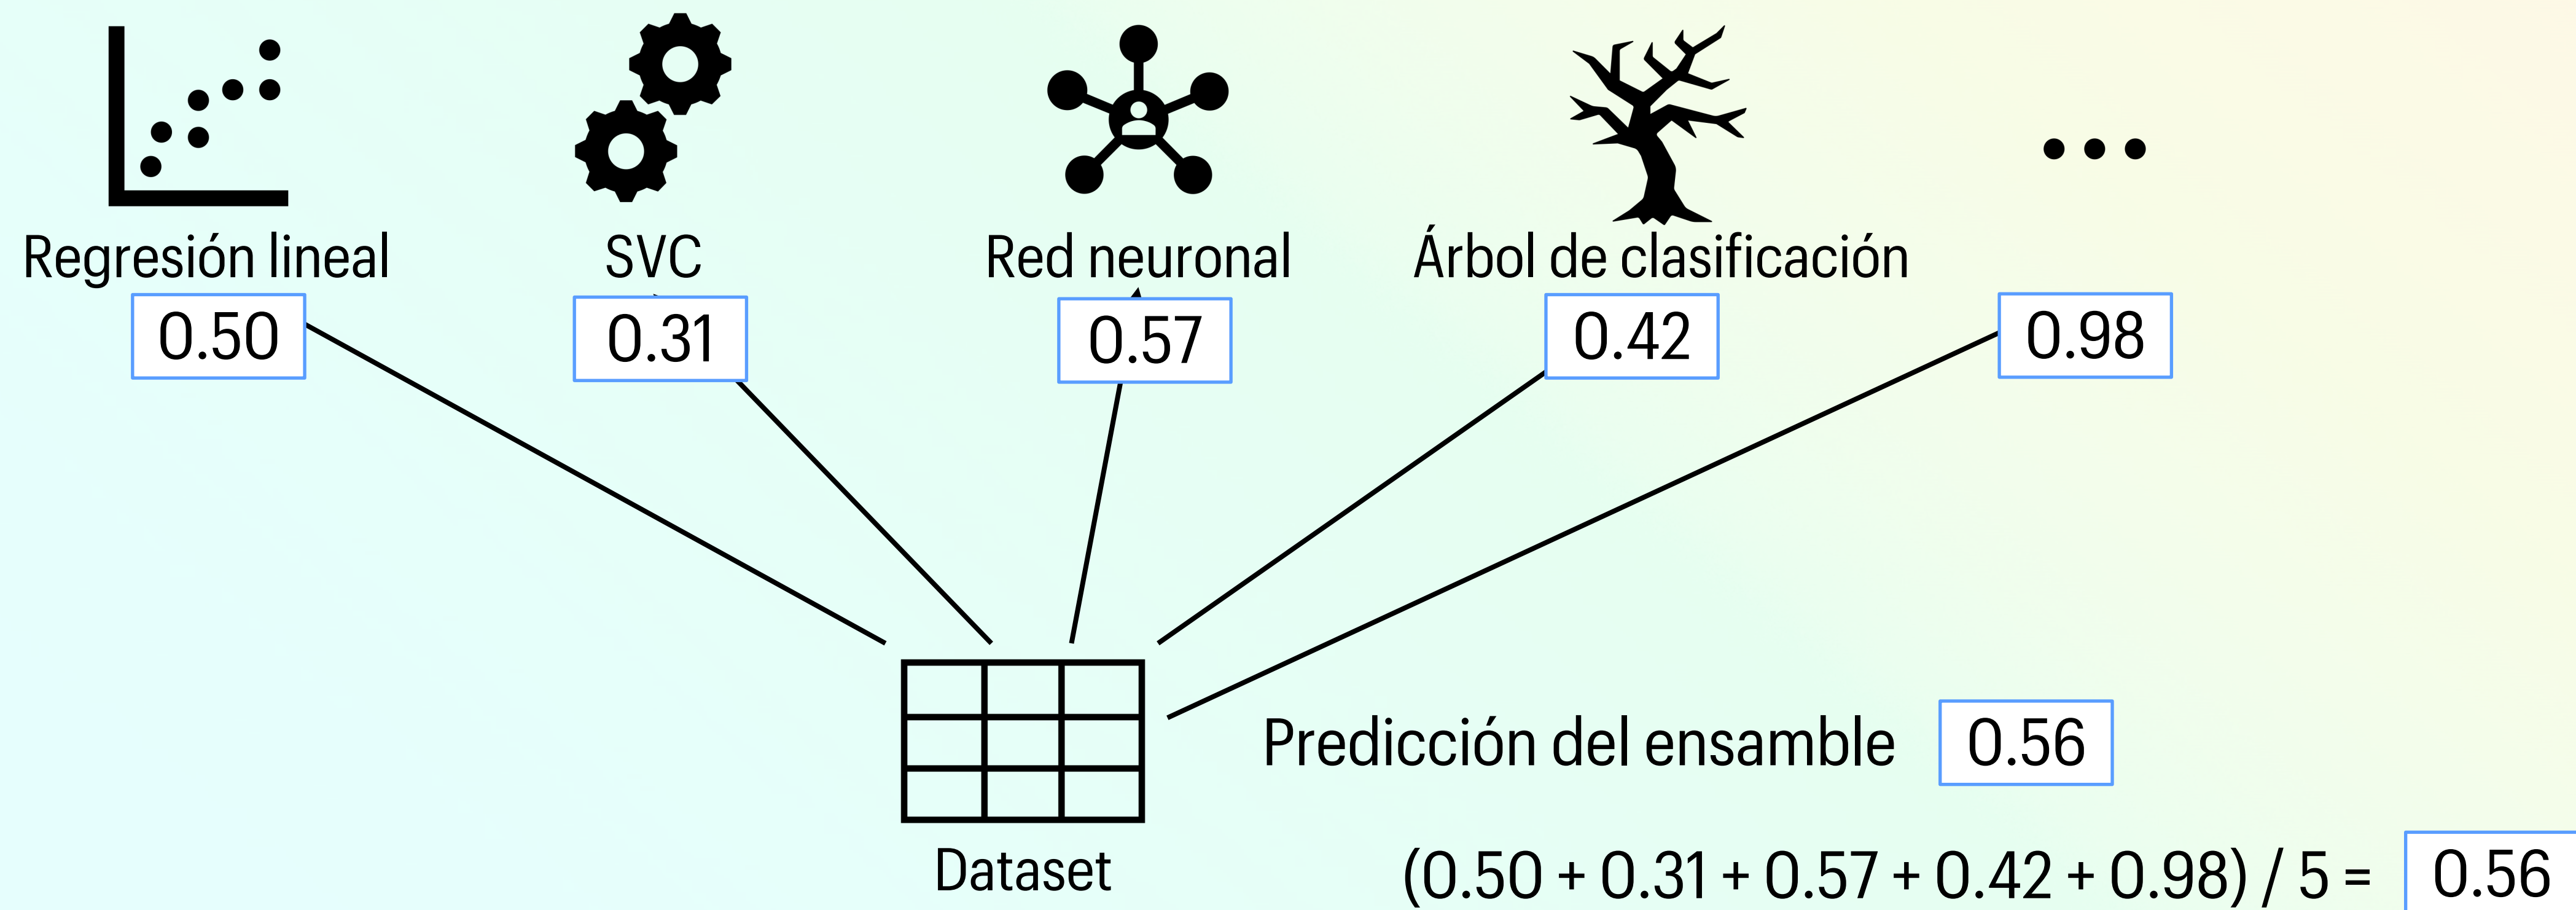 Regresión lineal
SVC
Red neuronal
Árbol de clasificación
...
0.50
0.31
0.57
0.42
0.98
Predicción del ensamble 0.56
Dataset
(0.50 + 0.31 + 0.57 + 0.42 + 0.98) / 5 = 0.56